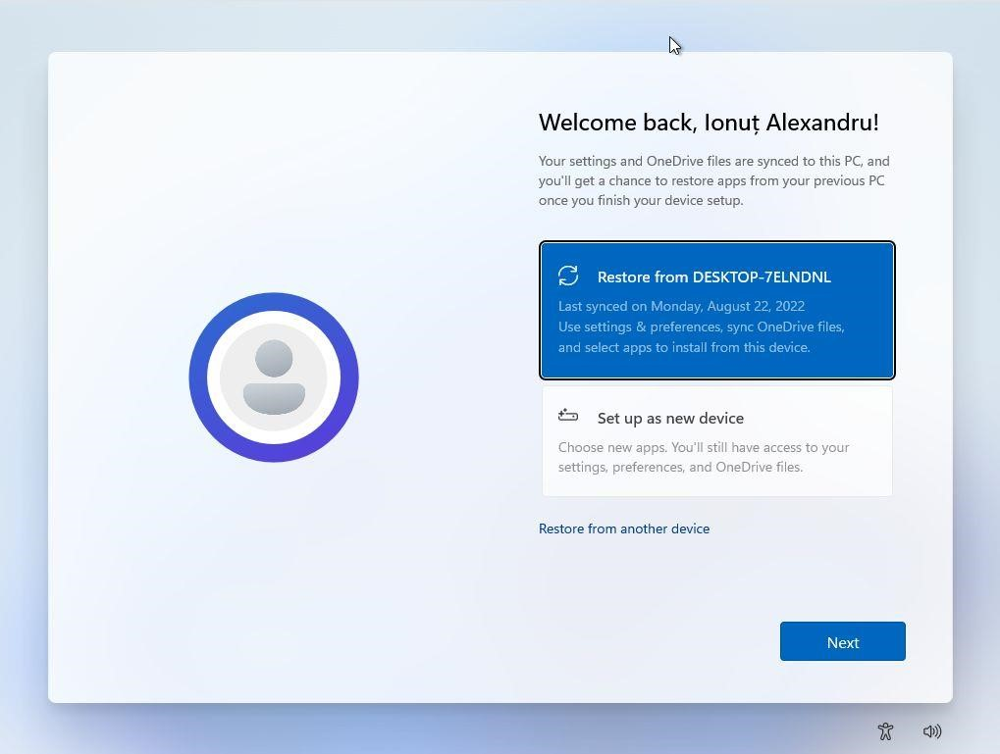 Welcome back, Ionuț Alexandru!
Your settings and OneDrive files are synced to this PC, and
you'll get a chance to restore apps from your previous PC
once you finish your device setup.
Restore from DESKTOP-7ELNDNL
Last synced on Monday, August 22, 2022
Use settings & preferences, sync OneDrive files,
and select apps to install from this device.
Set up as new device
Choose new apps. You'll still have access to your
settings, preferences, and OneDrive files.
Restore from another device
Next